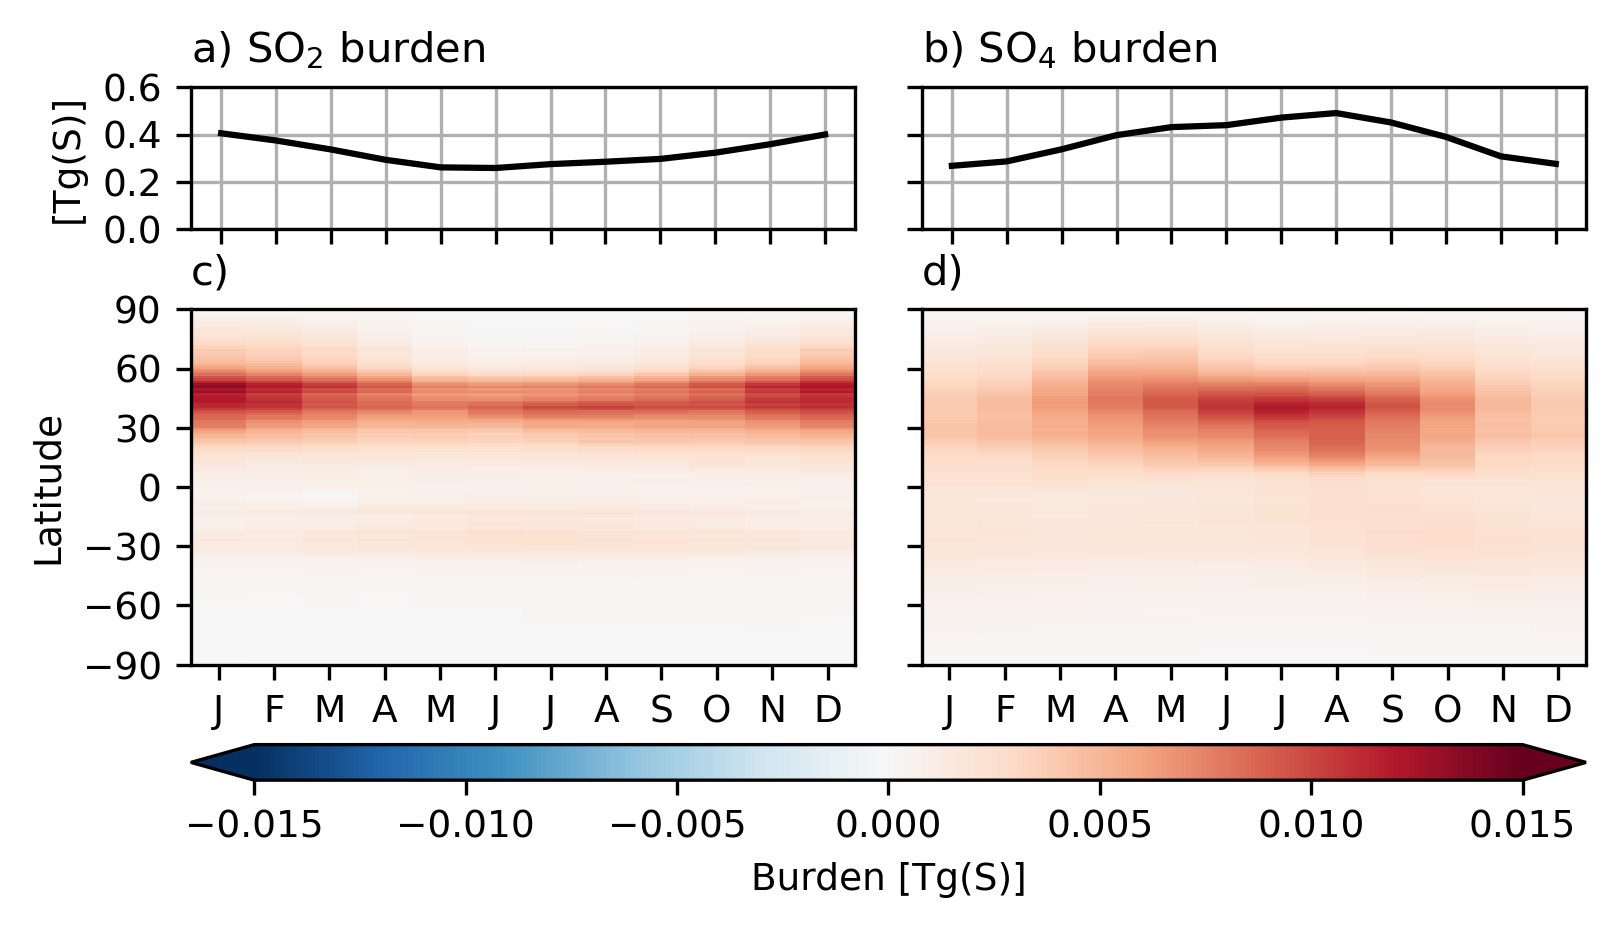 a) SO₂ burden
b) SO₄ burden
[Tg(S)]
0.6
0.4
0.2
0.0
c)
d)
Latitude
90
60
30
0
−30
−60
−90
J F M A M J J A S O N D
J F M A M J J A S O N D
−0.015 −0.010 −0.005 0.000 0.005 0.010 0.015
Burden [Tg(S)]